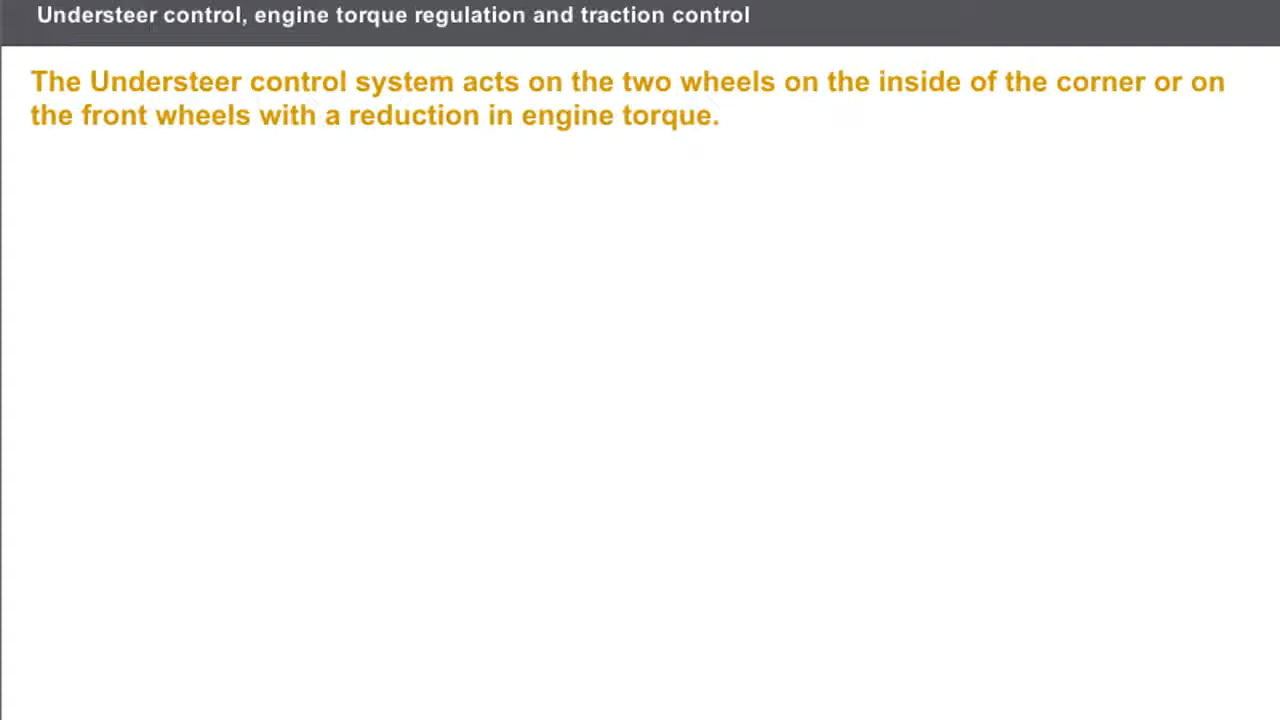 Understeer control, engine torque regulation and traction control
The Understeer control system acts on the two wheels on the inside of the corner or on
the front wheels with a reduction in engine torque.